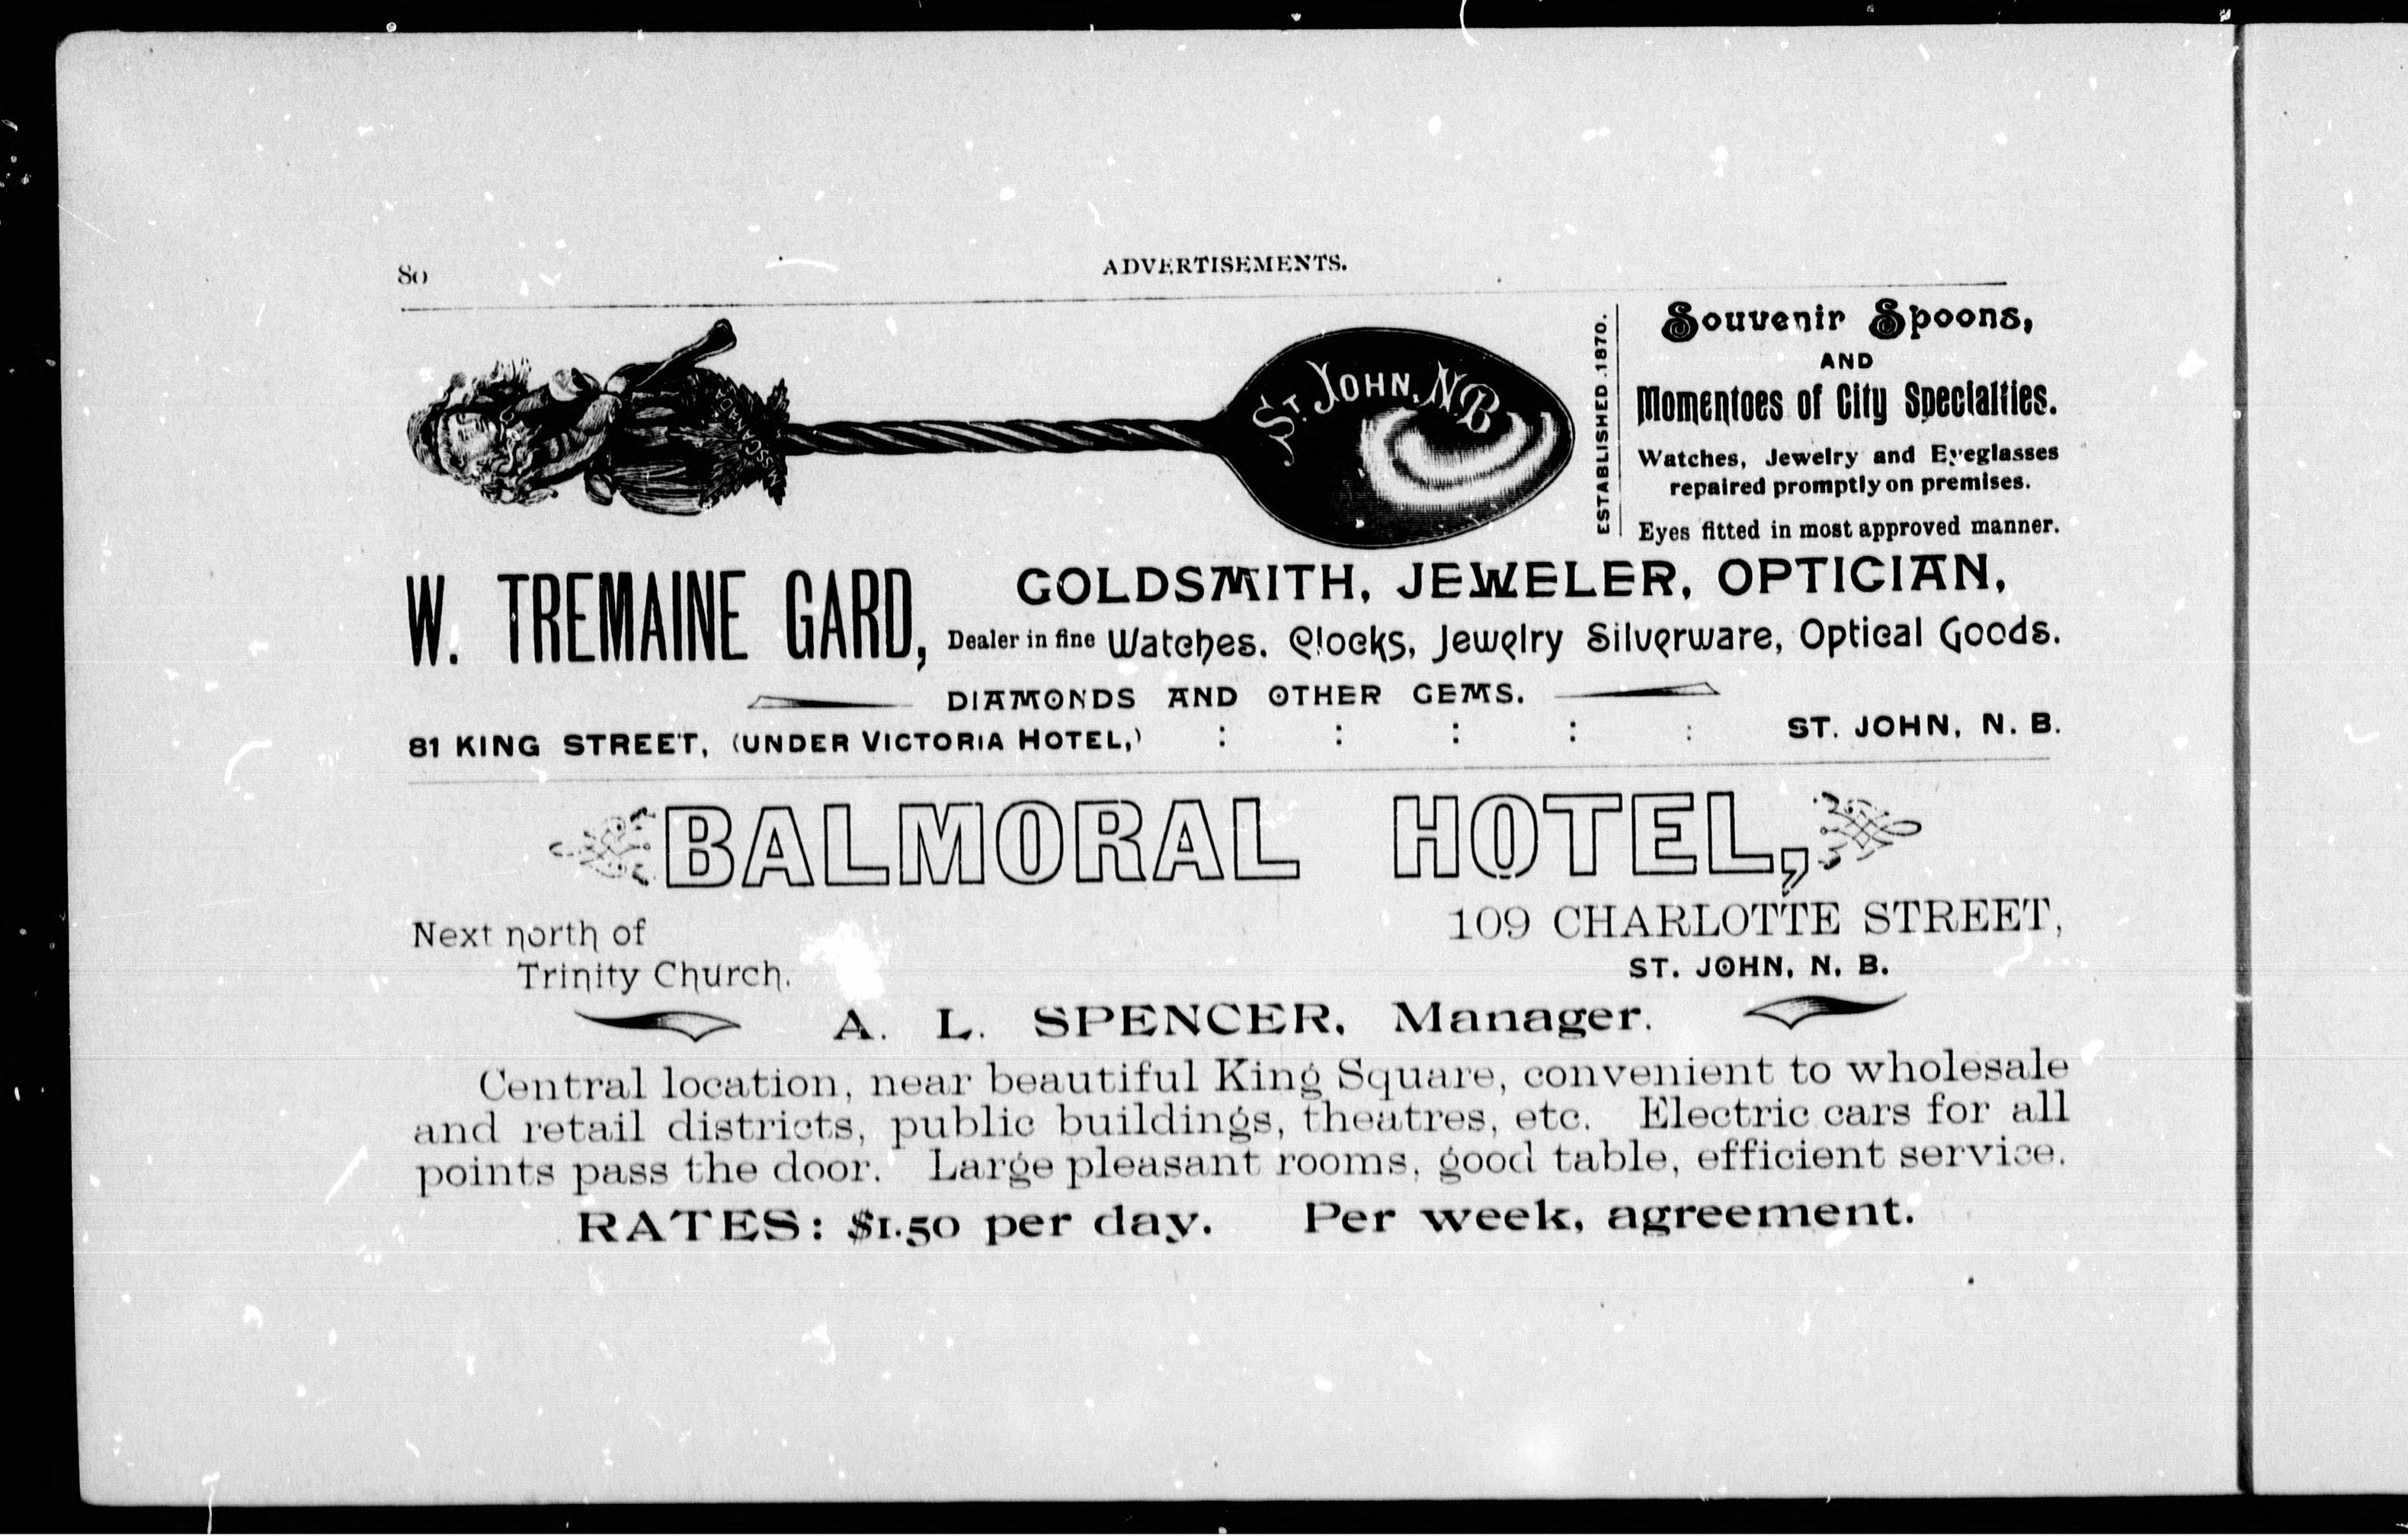 80
ADVERTISEMENTS.
ST. JOHN, NB
MISS CANADA
ESTABLISHED 1870.
Souvenir Spoons,
AND
Momentoes of City Specialties.
Watches, Jewelry and Eyeglasses
repaired promptly on premises.
Eyes fitted in most approved manner.
W. TREMAINE GARD,
GOLDSMITH, JEWELER, OPTICIAN,
Dealer in fine Watches. Clocks, Jewelry Silverware, Optical Goods.
DIAMONDS AND OTHER GEMS.
81 KING STREET, (UNDER VICTORIA HOTEL,) : : : : : ST. JOHN, N. B.
BALMORAL HOTEL,
Next north of
Trinity Church.
109 CHARLOTTE STREET,
ST. JOHN, N. B.
A. L. SPENCER, Manager.
Central location, near beautiful King Square, convenient to wholesale
and retail districts, public buildings, theatres, etc. Electric cars for all
points pass the door. Large pleasant rooms, good table, efficient service.
RATES: $1.50 per day. Per week, agreement.